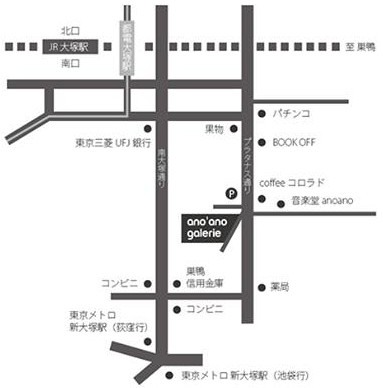 北口
JR 大塚駅
南口
都電大塚駅
至 巣鴨
パチンコ
東京三菱 UFJ 銀行
果物
BOOK OFF
南大塚通り
プラタナス通り
coffee コロラド
P
音楽堂 anoano
ano'ano
galerie
コンビニ
巣鴨
信用金庫
薬局
コンビニ
東京メトロ
新大塚駅（荻窪行）
東京メトロ 新大塚駅（池袋行）